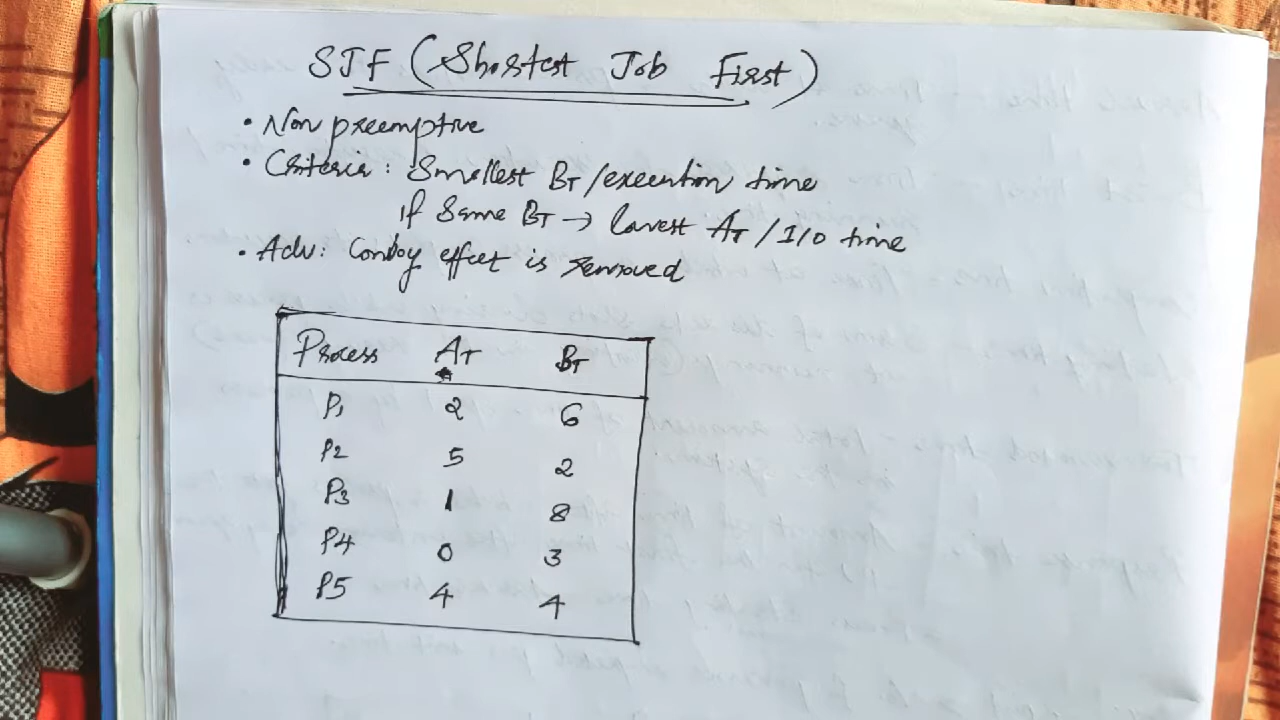 SJF (Shortest Job First)
• Non preemptive
• Criteria : Smallest BT /execution time
if Same BT → lowest AT / I/O time
• Adv: Convoy effect is removed
Process AT BT
P1 2 6
P2 5 2
P3 1 8
P4 0 3
P5 4 4